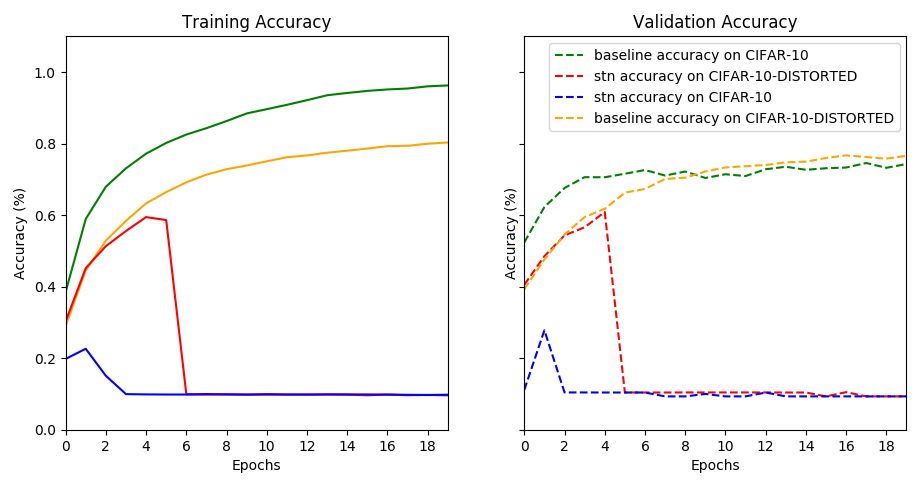 Training Accuracy
Accuracy (%)
1.0
0.8
0.6
0.4
0.2
0.0
0 2 4 6 8 10 12 14 16 18
Epochs
Validation Accuracy
baseline accuracy on CIFAR-10
stn accuracy on CIFAR-10-DISTORTED
stn accuracy on CIFAR-10
baseline accuracy on CIFAR-10-DISTORTED
Accuracy (%)
0 2 4 6 8 10 12 14 16 18
Epochs